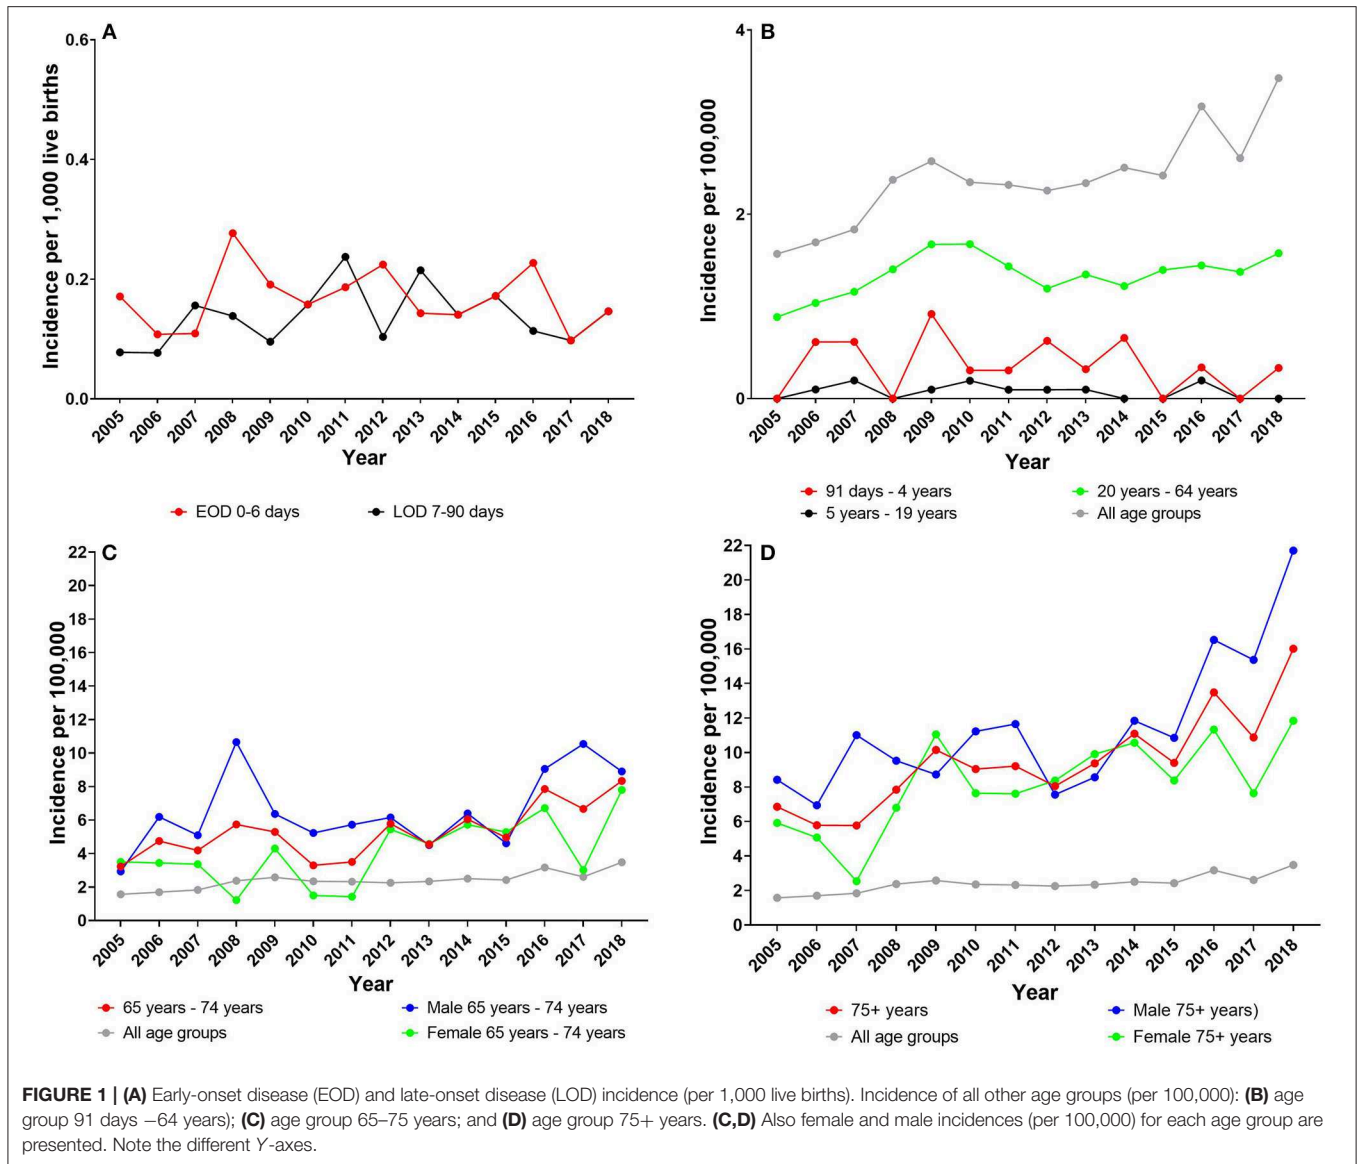 A
0.6
0.4
0.2
0.0
Incidence per 1,000 live births
2005 2006 2007 2008 2009 2010 2011 2012 2013 2014 2015 2016 2017 2018
Year
EOD 0-6 days LOD 7-90 days
B
4
2
0
Incidence per 100,000
2005 2006 2007 2008 2009 2010 2011 2012 2013 2014 2015 2016 2017 2018
Year
91 days - 4 years 20 years - 64 years
5 years - 19 years All age groups
C
22
20
18
16
14
12
10
8
6
4
2
0
Incidence per 100,000
2005 2006 2007 2008 2009 2010 2011 2012 2013 2014 2015 2016 2017 2018
Year
65 years - 74 years Male 65 years - 74 years
All age groups Female 65 years - 74 years
D
22
20
18
16
14
12
10
8
6
4
2
0
Incidence per 100,000
2005 2006 2007 2008 2009 2010 2011 2012 2013 2014 2015 2016 2017 2018
Year
75+ years Male 75+ years)
All age groups Female 75+ years
FIGURE 1 | (A) Early-onset disease (EOD) and late-onset disease (LOD) incidence (per 1,000 live births). Incidence of all other age groups (per 100,000): (B) age
group 91 days −64 years); (C) age group 65–75 years; and (D) age group 75+ years. (C,D) Also female and male incidences (per 100,000) for each age group are
presented. Note the different Y-axes.